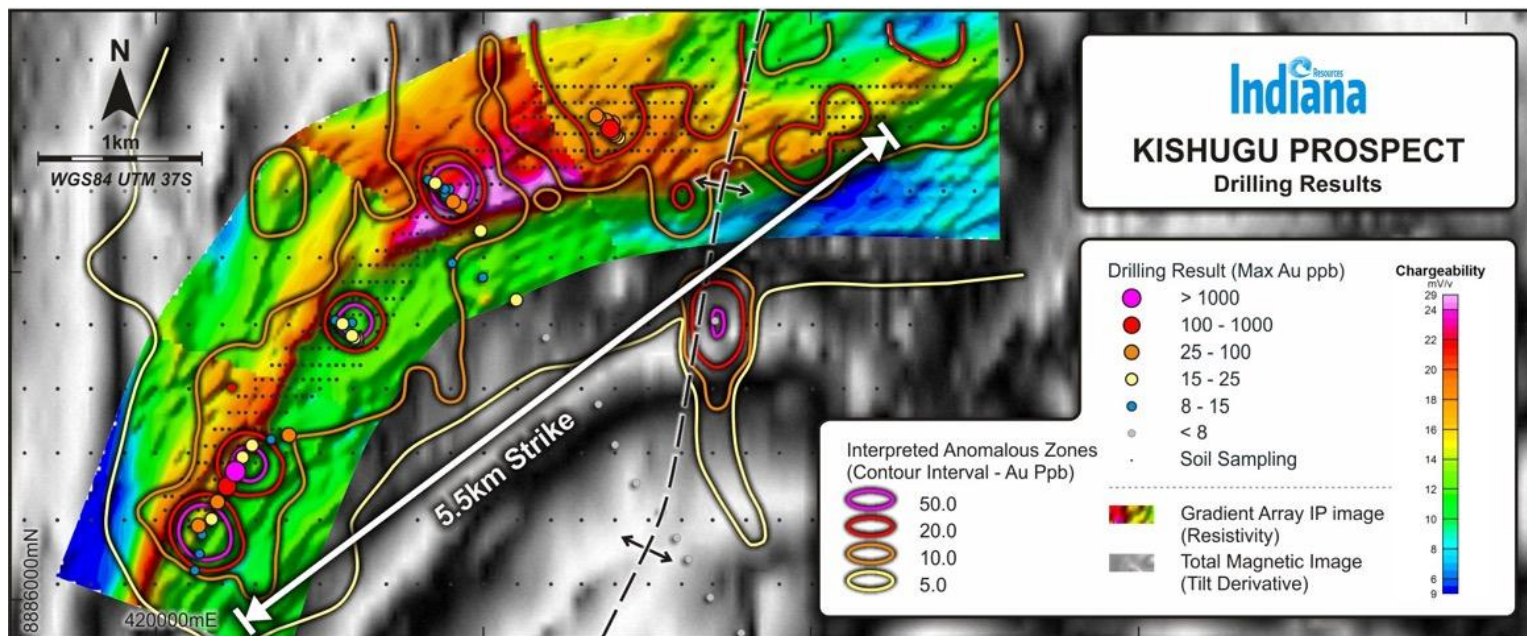 N
1km
WGS84 UTM 37S
5.5km Strike
8886000mN
420000mE
Indiana
Resources
KISHUGU PROSPECT
Drilling Results
Drilling Result (Max Au ppb)
> 1000
100 - 1000
25 - 100
15 - 25
8 - 15
< 8
Soil Sampling
Gradient Array IP image
(Resistivity)
Total Magnetic Image
(Tilt Derivative)
Chargeability
mV/v
29
24
22
20
18
15
12
10
8
6
9
Interpreted Anomalous Zones
(Contour Interval - Au Ppb)
50.0
20.0
10.0
5.0